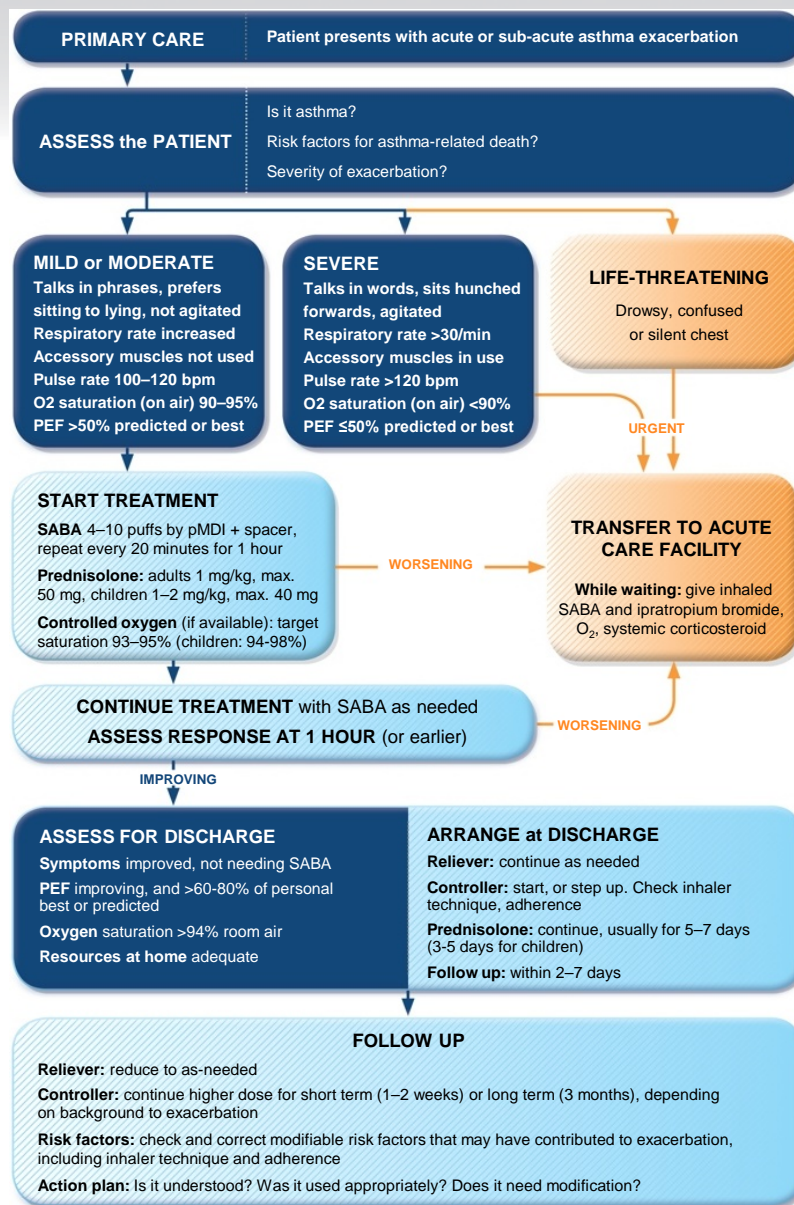 PRIMARY CARE
Patient presents with acute or sub-acute asthma exacerbation
ASSESS the PATIENT
Is it asthma?
Risk factors for asthma-related death?
Severity of exacerbation?
MILD or MODERATE
Talks in phrases, prefers
sitting to lying, not agitated
Respiratory rate increased
Accessory muscles not used
Pulse rate 100–120 bpm
O2 saturation (on air) 90–95%
PEF >50% predicted or best
SEVERE
Talks in words, sits hunched
forwards, agitated
Respiratory rate >30/min
Accessory muscles in use
Pulse rate >120 bpm
O2 saturation (on air) <90%
PEF ≤50% predicted or best
LIFE-THREATENING
Drowsy, confused
or silent chest
URGENT
START TREATMENT
SABA 4–10 puffs by pMDI + spacer,
repeat every 20 minutes for 1 hour
Prednisolone: adults 1 mg/kg, max.
50 mg, children 1–2 mg/kg, max. 40 mg
Controlled oxygen (if available): target
saturation 93–95% (children: 94-98%)
WORSENING
TRANSFER TO ACUTE
CARE FACILITY
While waiting: give inhaled
SABA and ipratropium bromide,
O₂, systemic corticosteroid
CONTINUE TREATMENT with SABA as needed
ASSESS RESPONSE AT 1 HOUR (or earlier)
WORSENING
IMPROVING
ASSESS FOR DISCHARGE
Symptoms improved, not needing SABA
PEF improving, and >60-80% of personal
best or predicted
Oxygen saturation >94% room air
Resources at home adequate
ARRANGE at DISCHARGE
Reliever: continue as needed
Controller: start, or step up. Check inhaler
technique, adherence
Prednisolone: continue, usually for 5–7 days
(3-5 days for children)
Follow up: within 2–7 days
FOLLOW UP
Reliever: reduce to as-needed
Controller: continue higher dose for short term (1–2 weeks) or long term (3 months), depending
on background to exacerbation
Risk factors: check and correct modifiable risk factors that may have contributed to exacerbation,
including inhaler technique and adherence
Action plan: Is it understood? Was it used appropriately? Does it need modification?